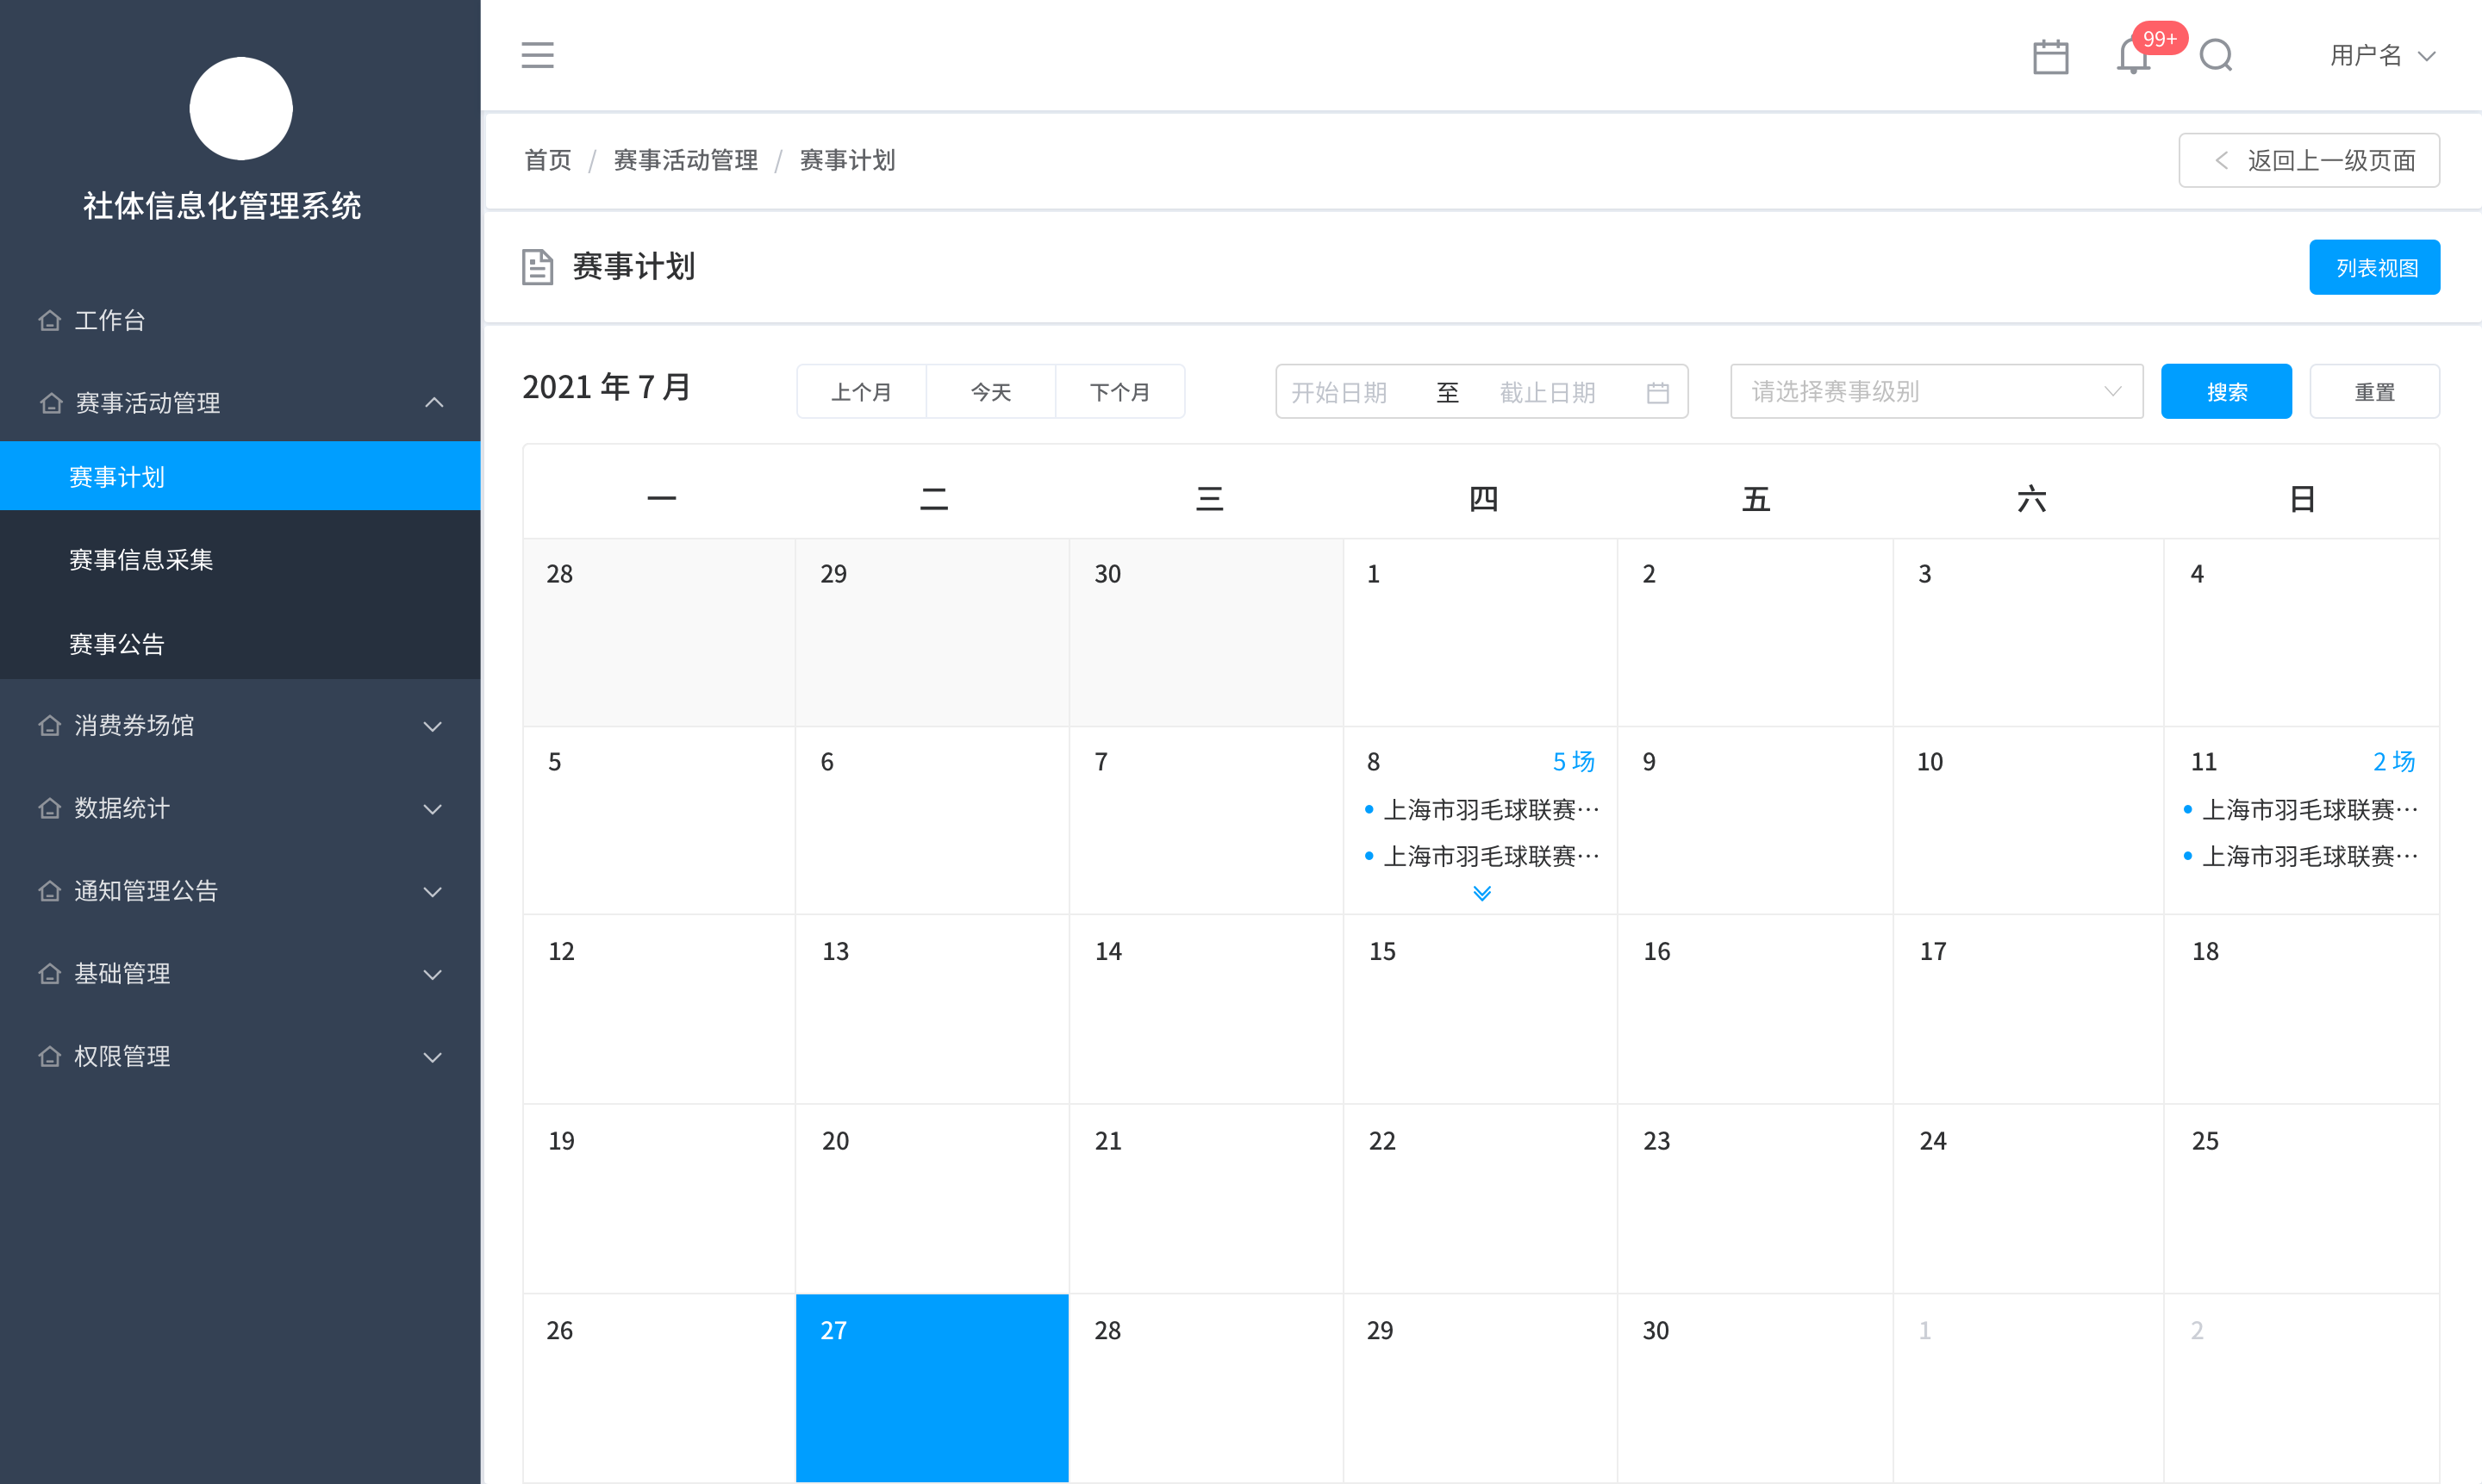 社体信息化管理系统
工作台
赛事活动管理
赛事计划
赛事信息采集
赛事公告
消费券场馆
数据统计
通知管理公告
基础管理
权限管理
99+
用户名
首页 / 赛事活动管理 / 赛事计划
返回上一级页面
赛事计划
列表视图
2021 年 7 月
上个月 今天 下个月
开始日期 至 截止日期
请选择赛事级别
搜索
重置
一 二 三 四 五 六 日
28 29 30 1 2 3 4
5 6 7 8 5 场 9 10 11 2 场
上海市羽毛球联赛… 上海市羽毛球联赛…
上海市羽毛球联赛… 上海市羽毛球联赛…
12 13 14 15 16 17 18
19 20 21 22 23 24 25
26 27 28 29 30 1 2